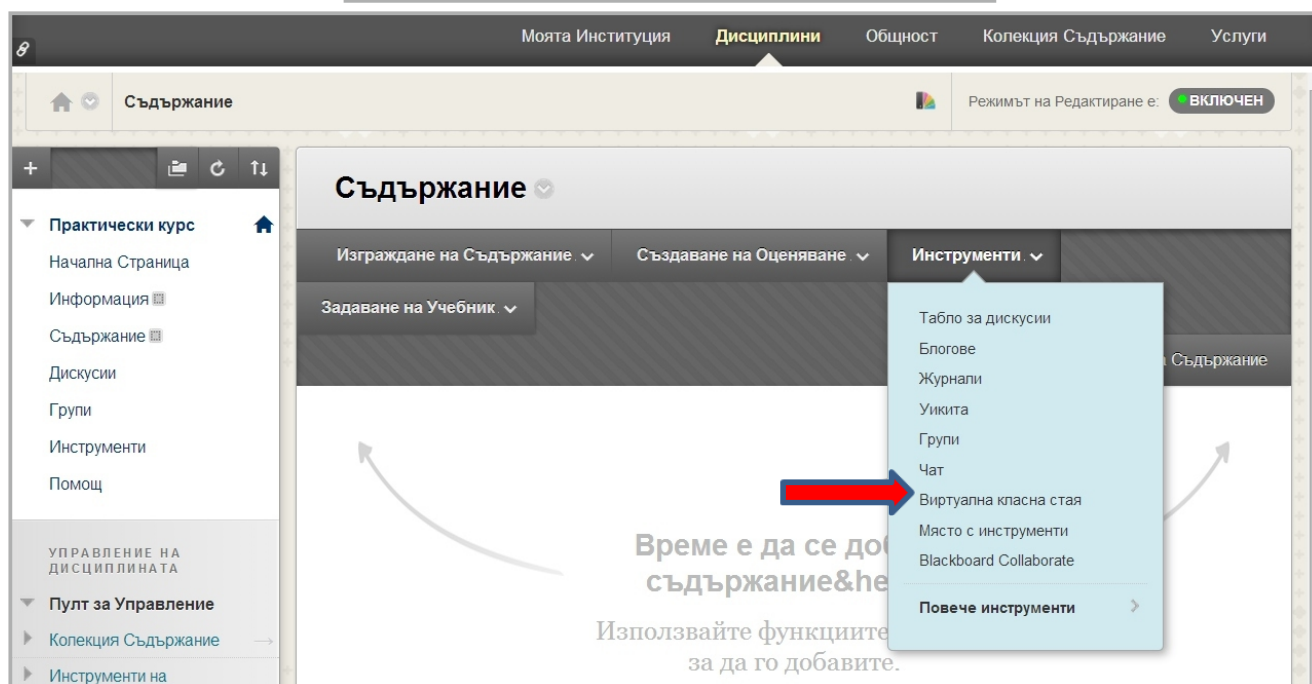 Моята Институция Дисциплини Общност Колекция Съдържание Услуги
Съдържание Режимът на Редактиране е: ВКЛЮЧЕН
Съдържание
Практически курс
Начална Страница
Информация
Съдържание
Дискусии
Групи
Инструменти
Помощ
УПРАВЛЕНИЕ НА
ДИСЦИПЛИНАТА
Пулт за Управление
Колекция Съдържание
Инструменти на
Изграждане на Съдържание Създаване на Оценяване Инструменти
Задаване на Учебник
Съдържание
Табло за дискусии
Блогове
Журнали
Уикита
Групи
Чат
Виртуална класна стая
Място с инструменти
Blackboard Collaborate
Повече инструменти
Време е да се доб
съдържание&he
Използвайте функциите
за да го добавите.